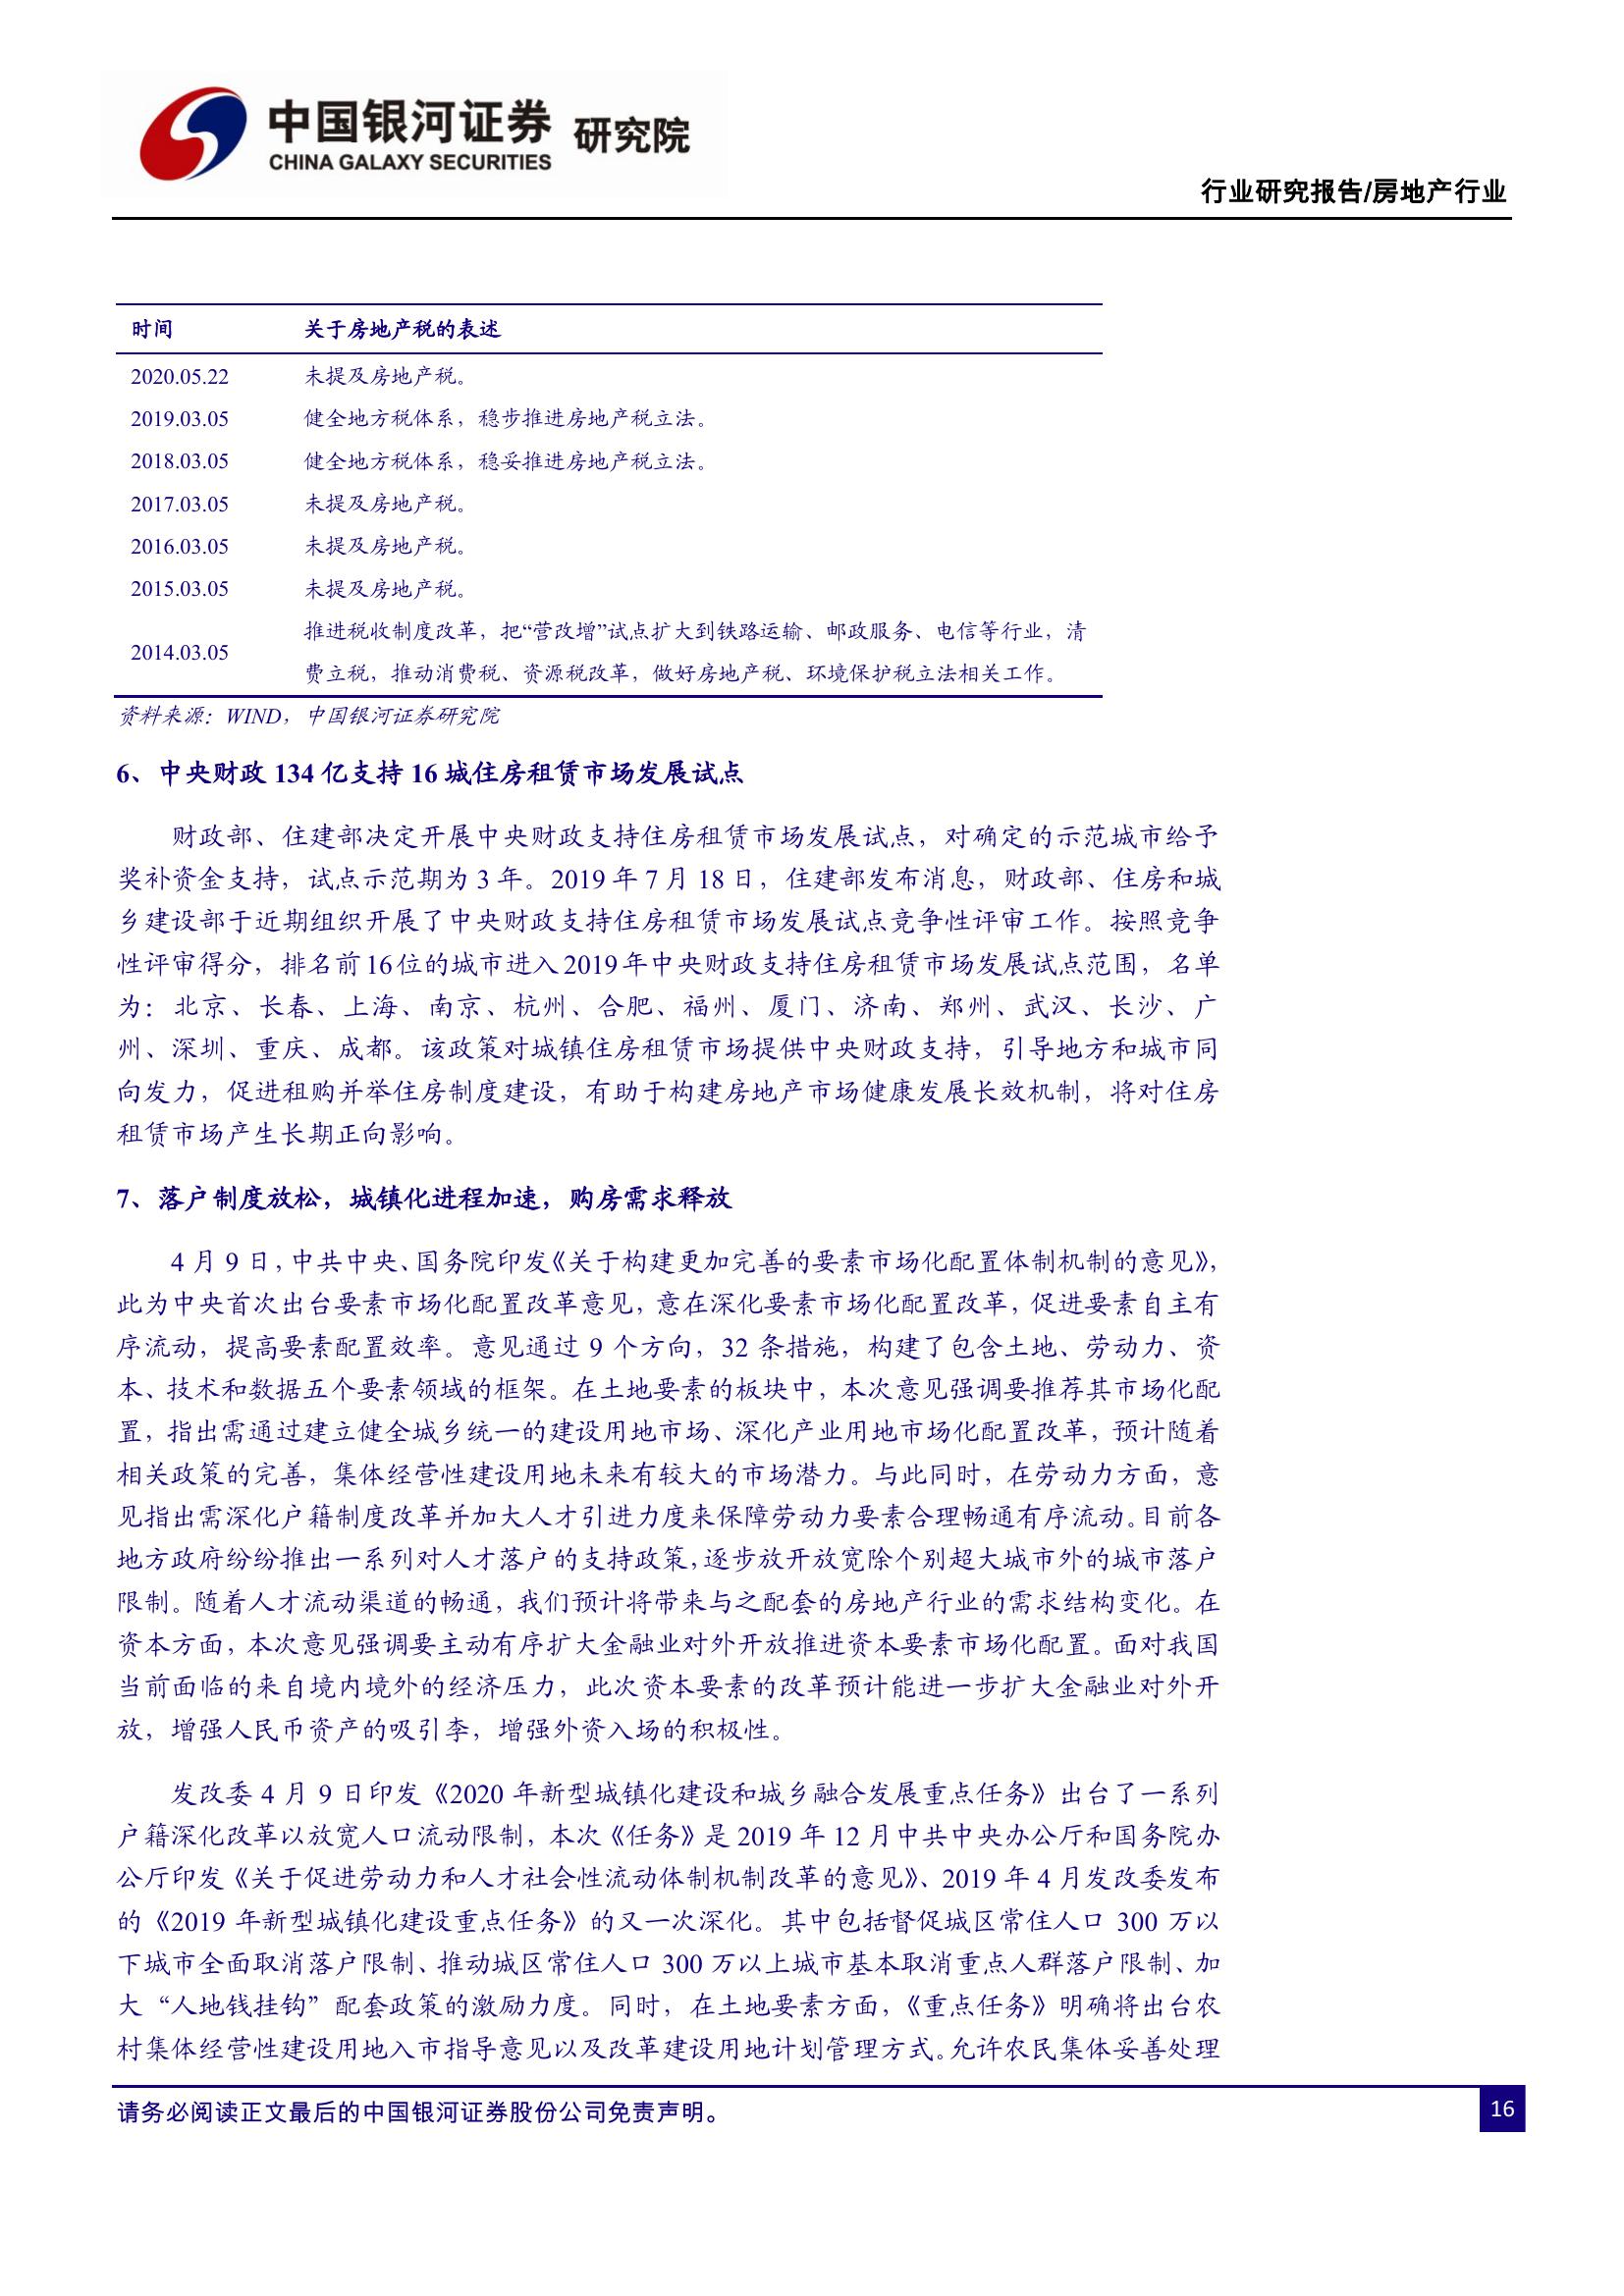 中国银河证券 研究院
CHINA GALAXY SECURITIES
行业研究报告/房地产行业
时间 关于房地产税的表述
2020.05.22 未提及房地产税。
2019.03.05 健全地方税体系，稳步推进房地产税立法。
2018.03.05 健全地方税体系，稳妥推进房地产税立法。
2017.03.05 未提及房地产税。
2016.03.05 未提及房地产税。
2015.03.05 未提及房地产税。
2014.03.05 推进税收制度改革，把“营改增”试点扩大到铁路运输、邮政服务、电信等行业，清
费立税，推动消费税、资源税改革，做好房地产税、环境保护税立法相关工作。
资料来源：WIND，中国银河证券研究院
6、中央财政 134 亿支持 16 城住房租赁市场发展试点
财政部、住建部决定开展中央财政支持住房租赁市场发展试点，对确定的示范城市给予
奖补资金支持，试点示范期为 3 年。2019 年 7 月 18 日，住建部发布消息，财政部、住房和城
乡建设部于近期组织开展了中央财政支持住房租赁市场发展试点竞争性评审工作。按照竞争
性评审得分，排名前 16 位的城市进入 2019 年中央财政支持住房租赁市场发展试点范围，名单
为：北京、长春、上海、南京、杭州、合肥、福州、厦门、济南、郑州、武汉、长沙、广
州、深圳、重庆、成都。该政策对城镇住房租赁市场提供中央财政支持，引导地方和城市同
向发力，促进租购并举住房制度建设，有助于构建房地产市场健康发展长效机制，将对住房
租赁市场产生长期正向影响。
7、落户制度放松，城镇化进程加速，购房需求释放
4 月 9 日，中共中央、国务院印发《关于构建更加完善的要素市场化配置体制机制的意见》，
此为中央首次出台要素市场化配置改革意见，意在深化要素市场化配置改革，促进要素自主有
序流动，提高要素配置效率。意见通过 9 个方向，32 条措施，构建了包含土地、劳动力、资
本、技术和数据五个要素领域的框架。在土地要素的板块中，本次意见强调要推荐其市场化配
置，指出需通过建立健全城乡统一的建设用地市场、深化产业用地市场化配置改革，预计随着
相关政策的完善，集体经营性建设用地未来有较大的市场潜力。与此同时，在劳动力方面，意
见指出需深化户籍制度改革并加大人才引进力度来保障劳动力要素合理畅通有序流动。目前各
地方政府纷纷推出一系列对人才落户的支持政策，逐步放开放宽除个别超大城市外的城市落户
限制。随着人才流动渠道的畅通，我们预计将带来与之配套的房地产行业的需求结构变化。在
资本方面，本次意见强调要主动有序扩大金融业对外开放推进资本要素市场化配置。面对我国
当前面临的来自境内境外的经济压力，此次资本要素的改革预计能进一步扩大金融业对外开
放，增强人民币资产的吸引李，增强外资入场的积极性。
发改委 4 月 9 日印发《2020 年新型城镇化建设和城乡融合发展重点任务》出台了一系列
户籍深化改革以放宽人口流动限制，本次《任务》是 2019 年 12 月中共中央办公厅和国务院办
公厅印发《关于促进劳动力和人才社会性流动体制机制改革的意见》、2019 年 4 月发改委发布
的《2019 年新型城镇化建设重点任务》的又一次深化。其中包括督促城区常住人口 300 万以
下城市全面取消落户限制、推动城区常住人口 300 万以上城市基本取消重点人群落户限制、加
大“人地钱挂钩”配套政策的激励力度。同时，在土地要素方面，《重点任务》明确将出台农
村集体经营性建设用地入市指导意见以及改革建设用地计划管理方式。允许农民集体妥善处理
请务必阅读正文最后的中国银河证券股份公司免责声明。
16